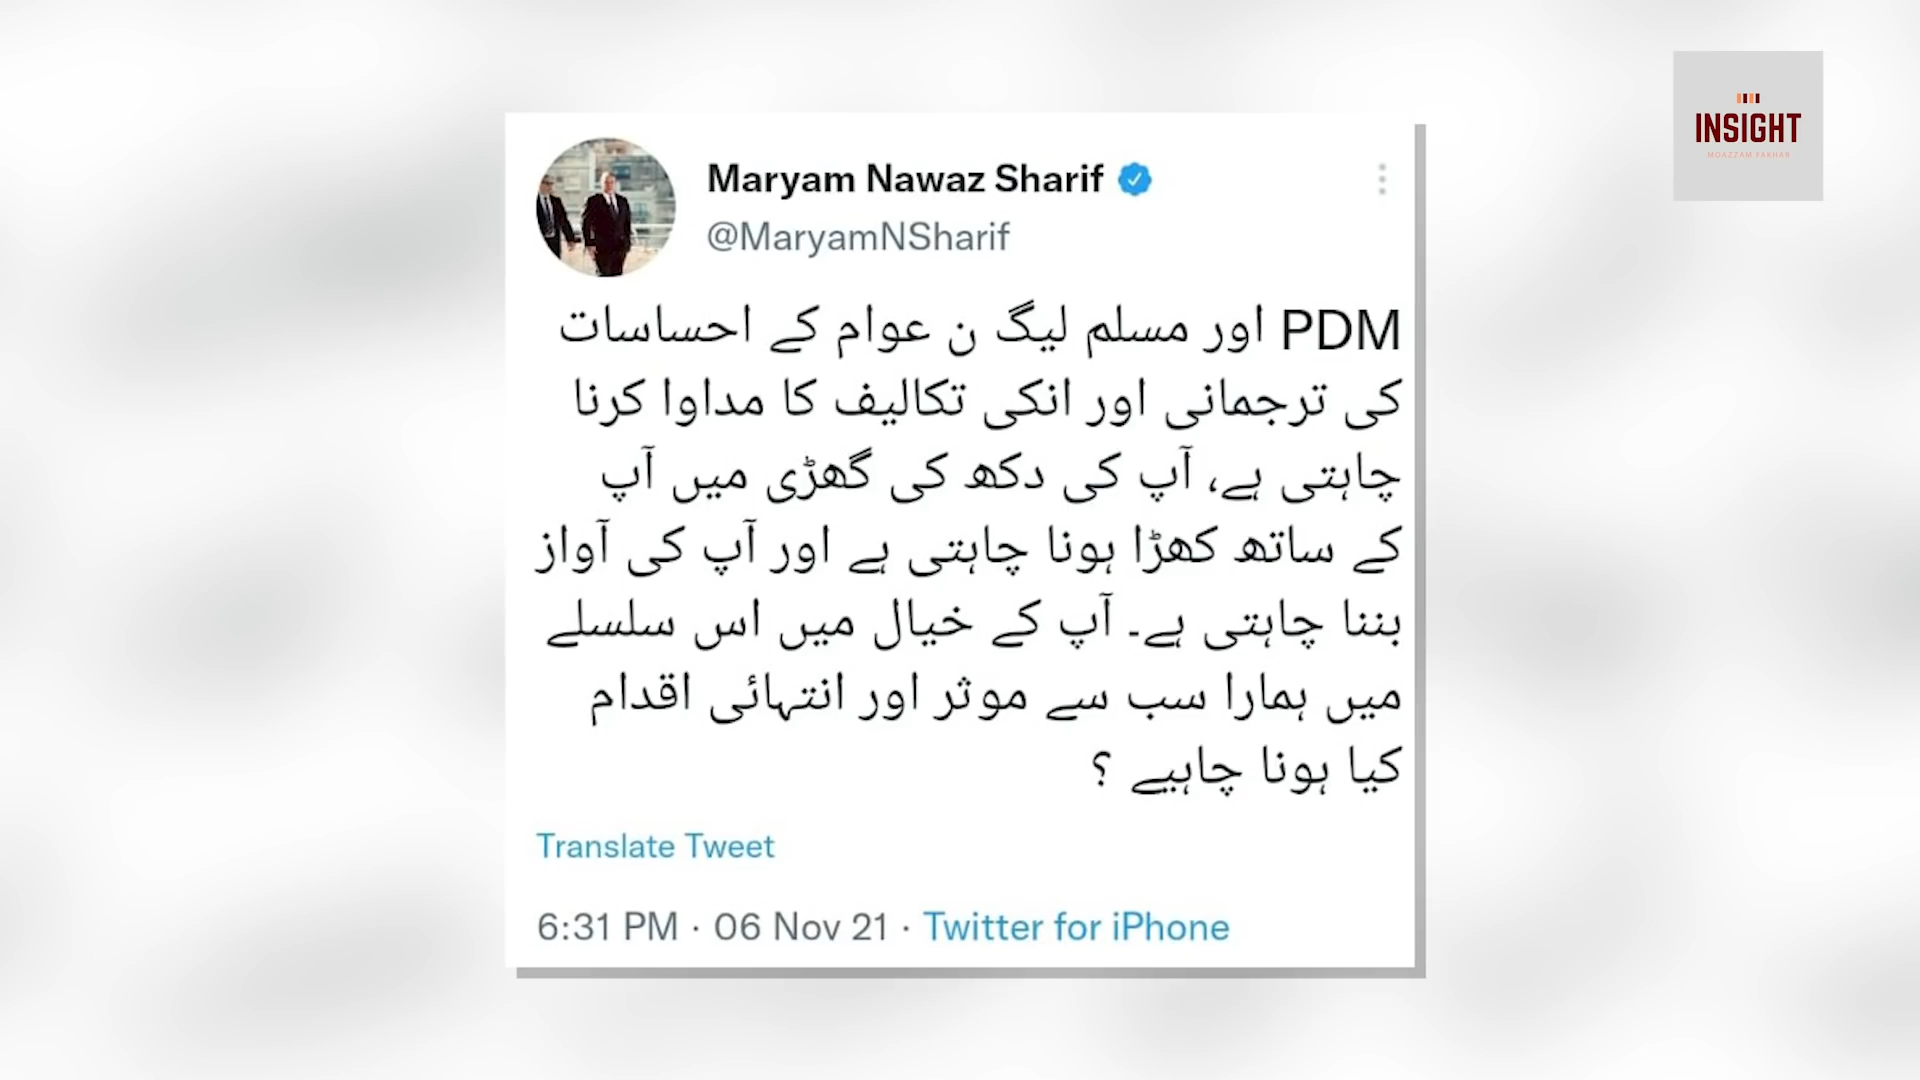 INSIGHT
MOAZZAM FAKHAR
Maryam Nawaz Sharif
@MaryamNSharif
PDM اور مسلم لیگ ن عوام کے احساسات
کی ترجمانی اور انکی تکالیف کا مداوا کرنا
چاہتی ہے، آپ کی دکھ کی گھڑی میں آپ
کے ساتھ کھڑا ہونا چاہتی ہے اور آپ کی آواز
بننا چاہتی ہے۔ آپ کے خیال میں اس سلسلے
میں ہمارا سب سے موثر اور انتہائی اقدام
کیا ہونا چاہیے ؟
Translate Tweet
6:31 PM · 06 Nov 21 · Twitter for iPhone